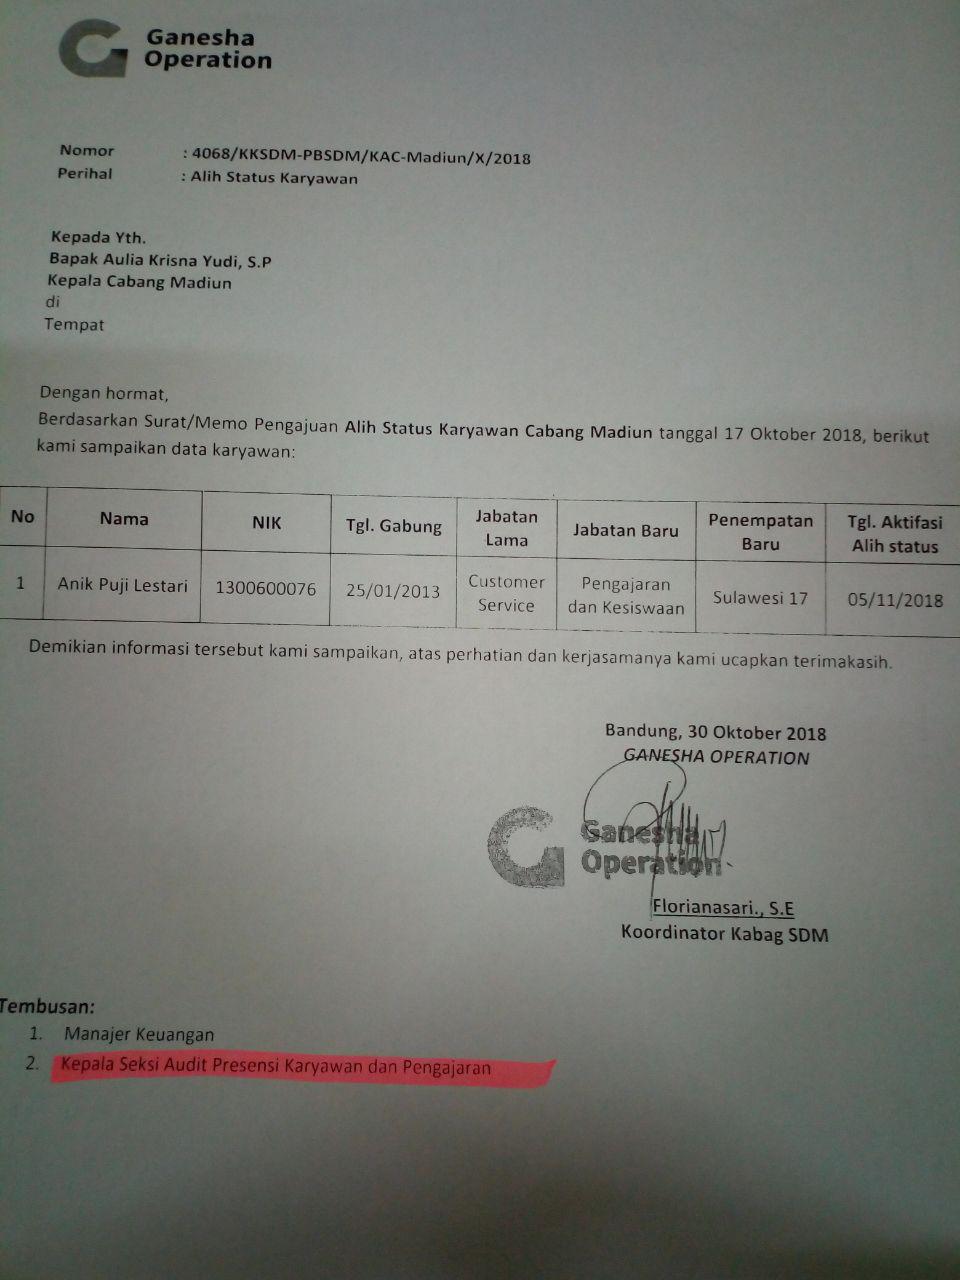 Ganesha
Operation
Nomor : 4068/KKSDM-PBSDM/KAC-Madiun/X/2018
Perihal : Alih Status Karyawan
Kepada Yth.
Bapak Aulia Krisna Yudi, S.P
Kepala Cabang Madiun
di
Tempat
Dengan hormat,
Berdasarkan Surat/Memo Pengajuan Alih Status Karyawan Cabang Madiun tanggal 17 Oktober 2018, berikut
kami sampaikan data karyawan:
No Nama NIK Tgl. Gabung Jabatan Lama Jabatan Baru Penempatan Baru Tgl. Aktifasi Alih status
1 Anik Puji Lestari 1300600076 25/01/2013 Customer Service Pengajaran dan Kesiswaan Sulawesi 17 05/11/2018
Demikian informasi tersebut kami sampaikan, atas perhatian dan kerjasamanya kami ucapkan terimakasih.
Bandung, 30 Oktober 2018
GANESHA OPERATION
Ganesha
Operation
Florianasari., S.E
Koordinator Kabag SDM
Tembusan:
1. Manajer Keuangan
2. Kepala Seksi Audit Presensi Karyawan dan Pengajaran